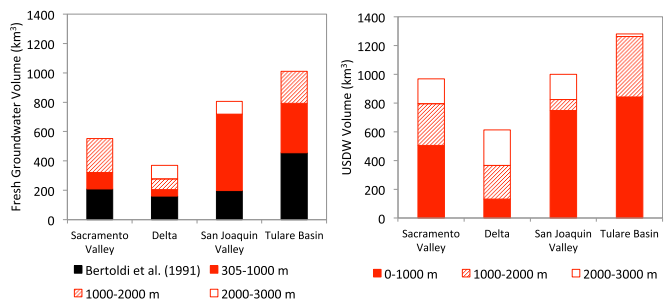 Fresh Groundwater Volume (km³)
1400
1200
1000
800
600
400
200
0
Sacramento
Valley
Delta
San Joaquin
Valley
Tulare Basin
Bertoldi et al. (1991)
305-1000 m
1000-2000 m
2000-3000 m
USDW Volume (km³)
1400
1200
1000
800
600
400
200
0
Sacramento
Valley
Delta
San Joaquin
Valley
Tulare Basin
0-1000 m
1000-2000 m
2000-3000 m